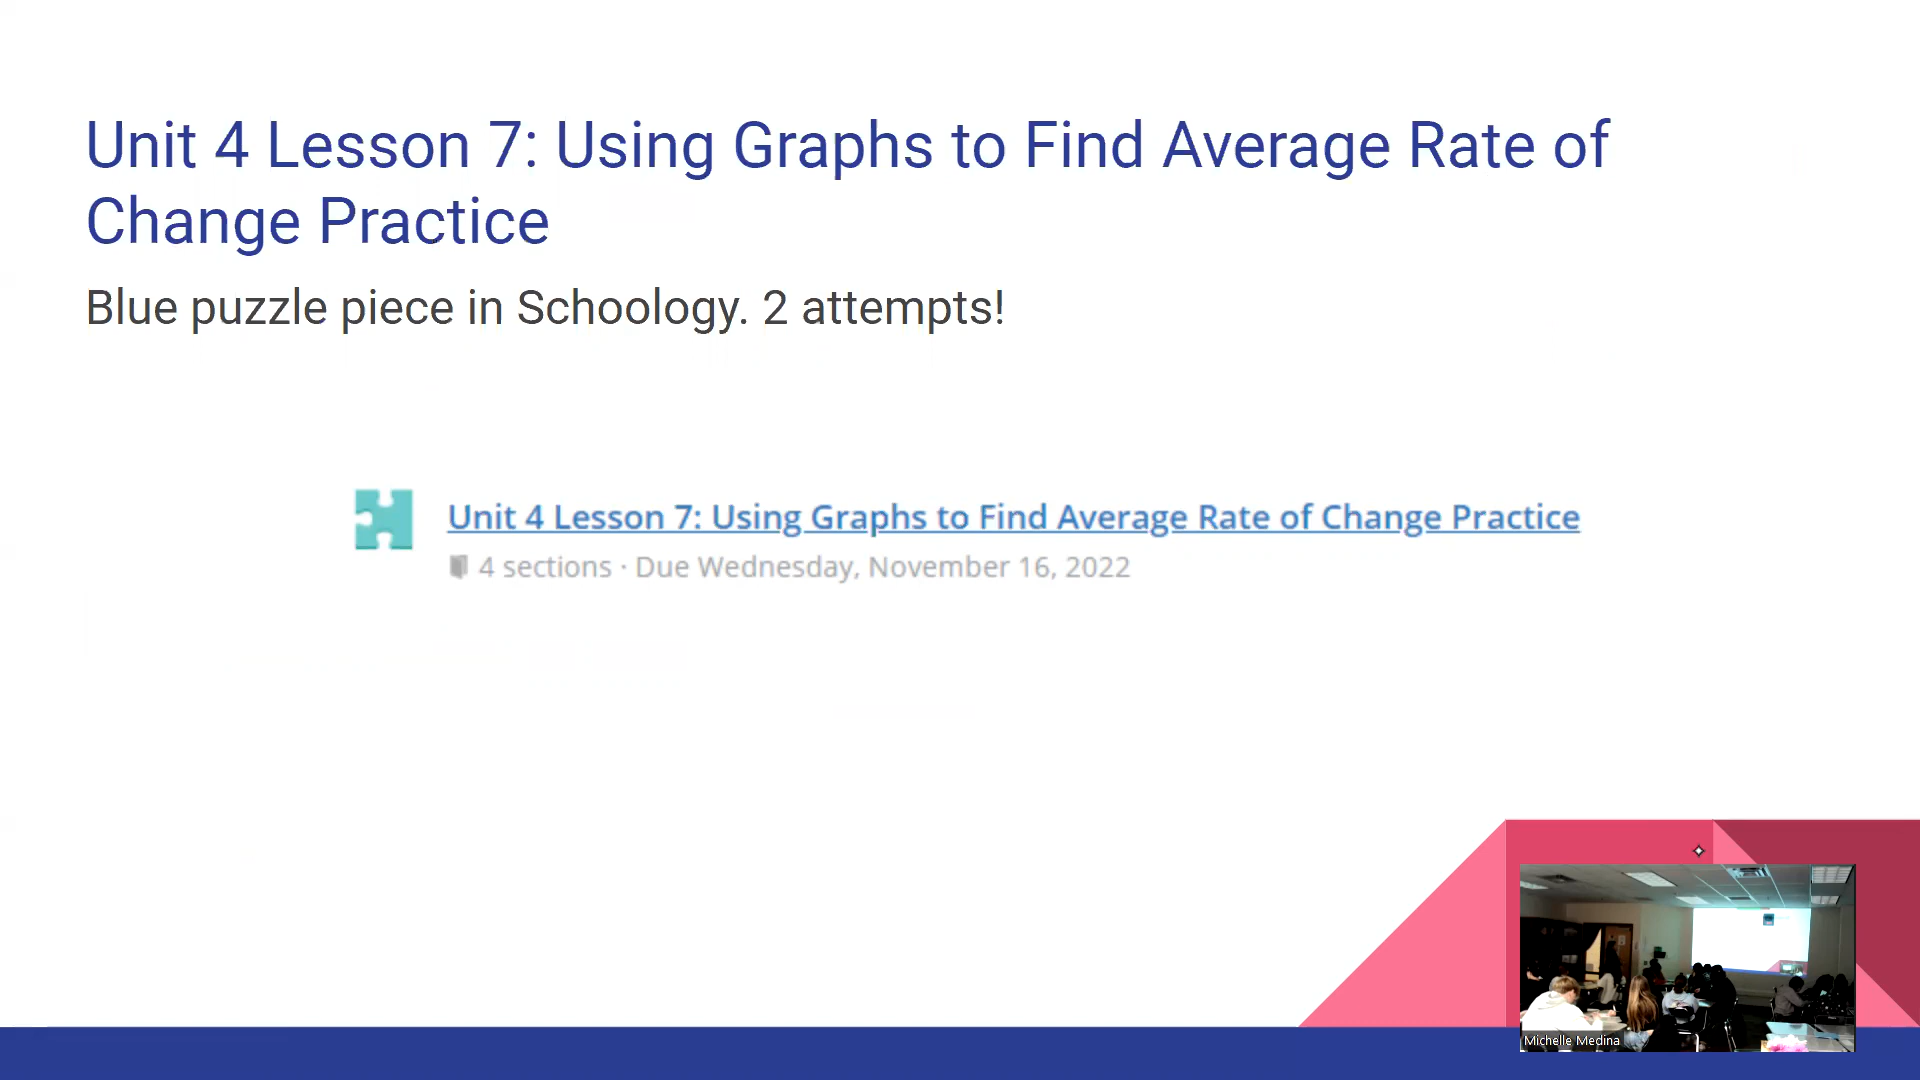 Unit 4 Lesson 7: Using Graphs to Find Average Rate of
Change Practice
Blue puzzle piece in Schoology. 2 attempts!
Unit 4 Lesson 7: Using Graphs to Find Average Rate of Change Practice
4 sections · Due Wednesday, November 16, 2022
Michelle Medina